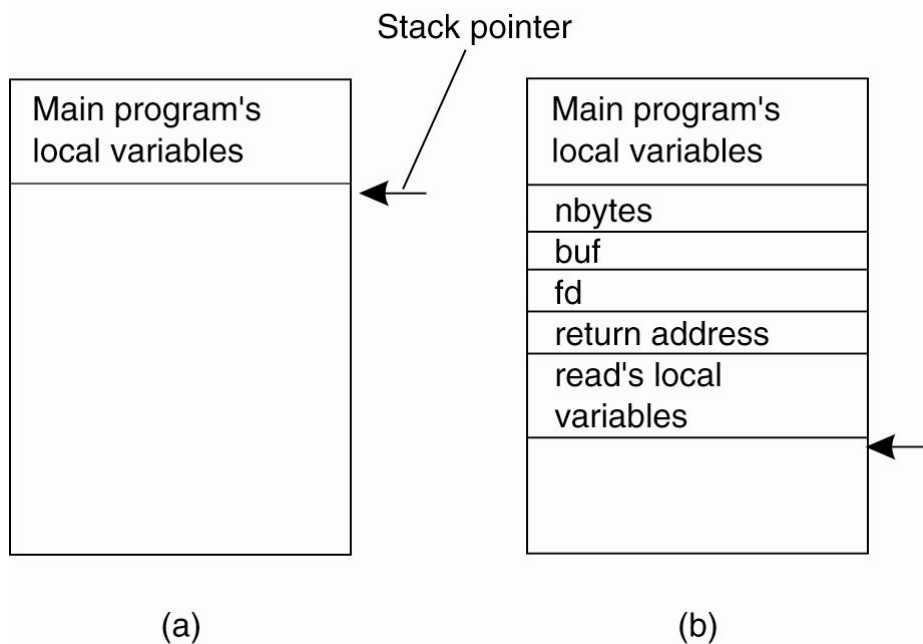 Stack pointer
Main program's
local variables
Main program's
local variables
nbytes
buf
fd
return address
read's local
variables
(a)
(b)